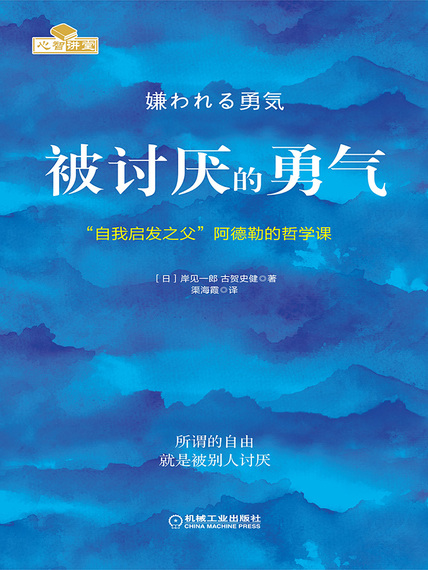 心智讲堂
嫌われる勇気
被讨厌的勇气
“自我启发之父”阿德勒的哲学课
［日］岸见一郎 古贺史健◎著
渠海霞◎译
所谓的自由
就是被别人讨厌
机械工业出版社
CHINA MACHINE PRESS